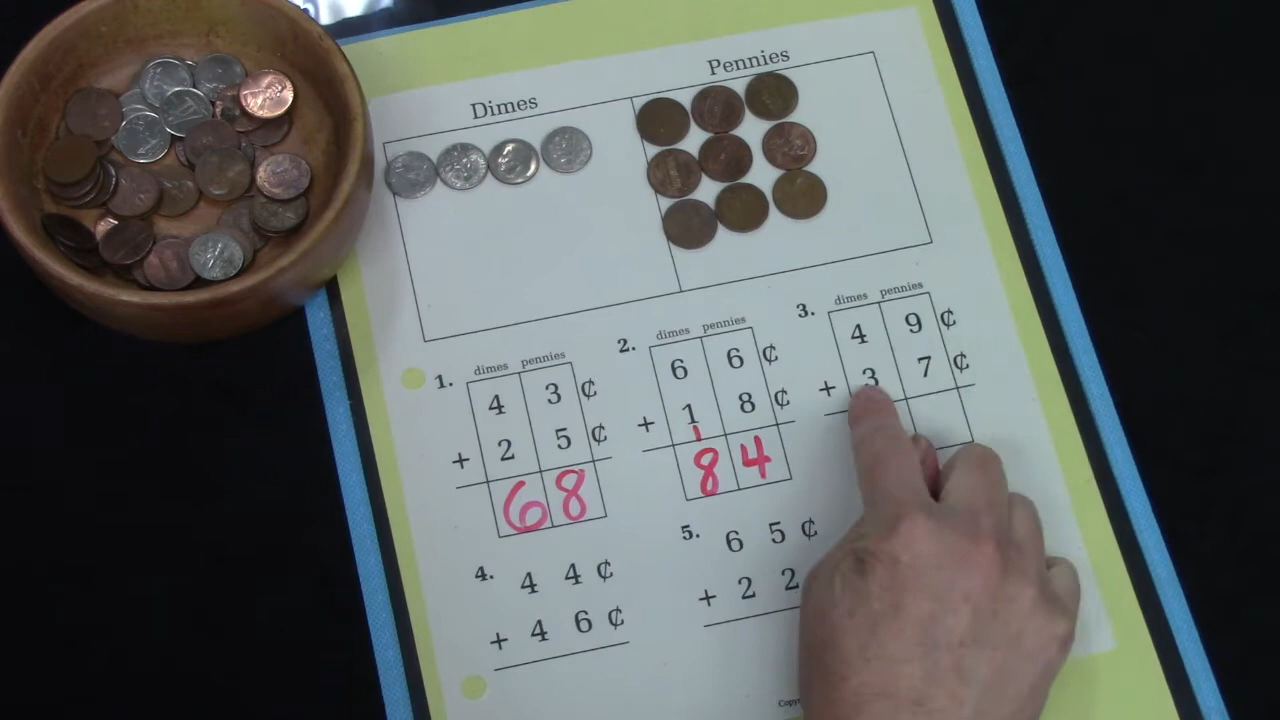 Dimes Pennies
1. dimes pennies
4 3 ¢
+ 2 5 ¢
6 8
2. dimes pennies
6 6 ¢
+ 1 8 ¢
1
8 4
3. dimes pennies
4 9 ¢
+ 3 7 ¢
4. 4 4 ¢
+ 4 6 ¢
5. 6 5 ¢
+ 2 2